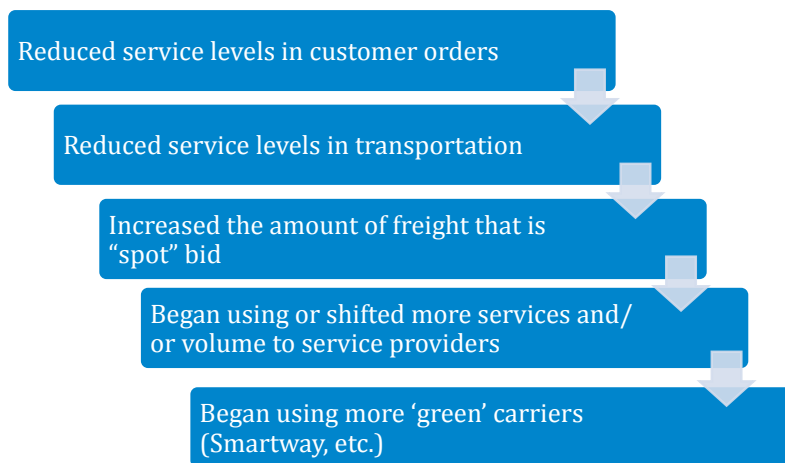 Reduced service levels in customer orders
Reduced service levels in transportation
Increased the amount of freight that is
“spot” bid
Began using or shifted more services and/
or volume to service providers
Began using more ‘green’ carriers
(Smartway, etc.)